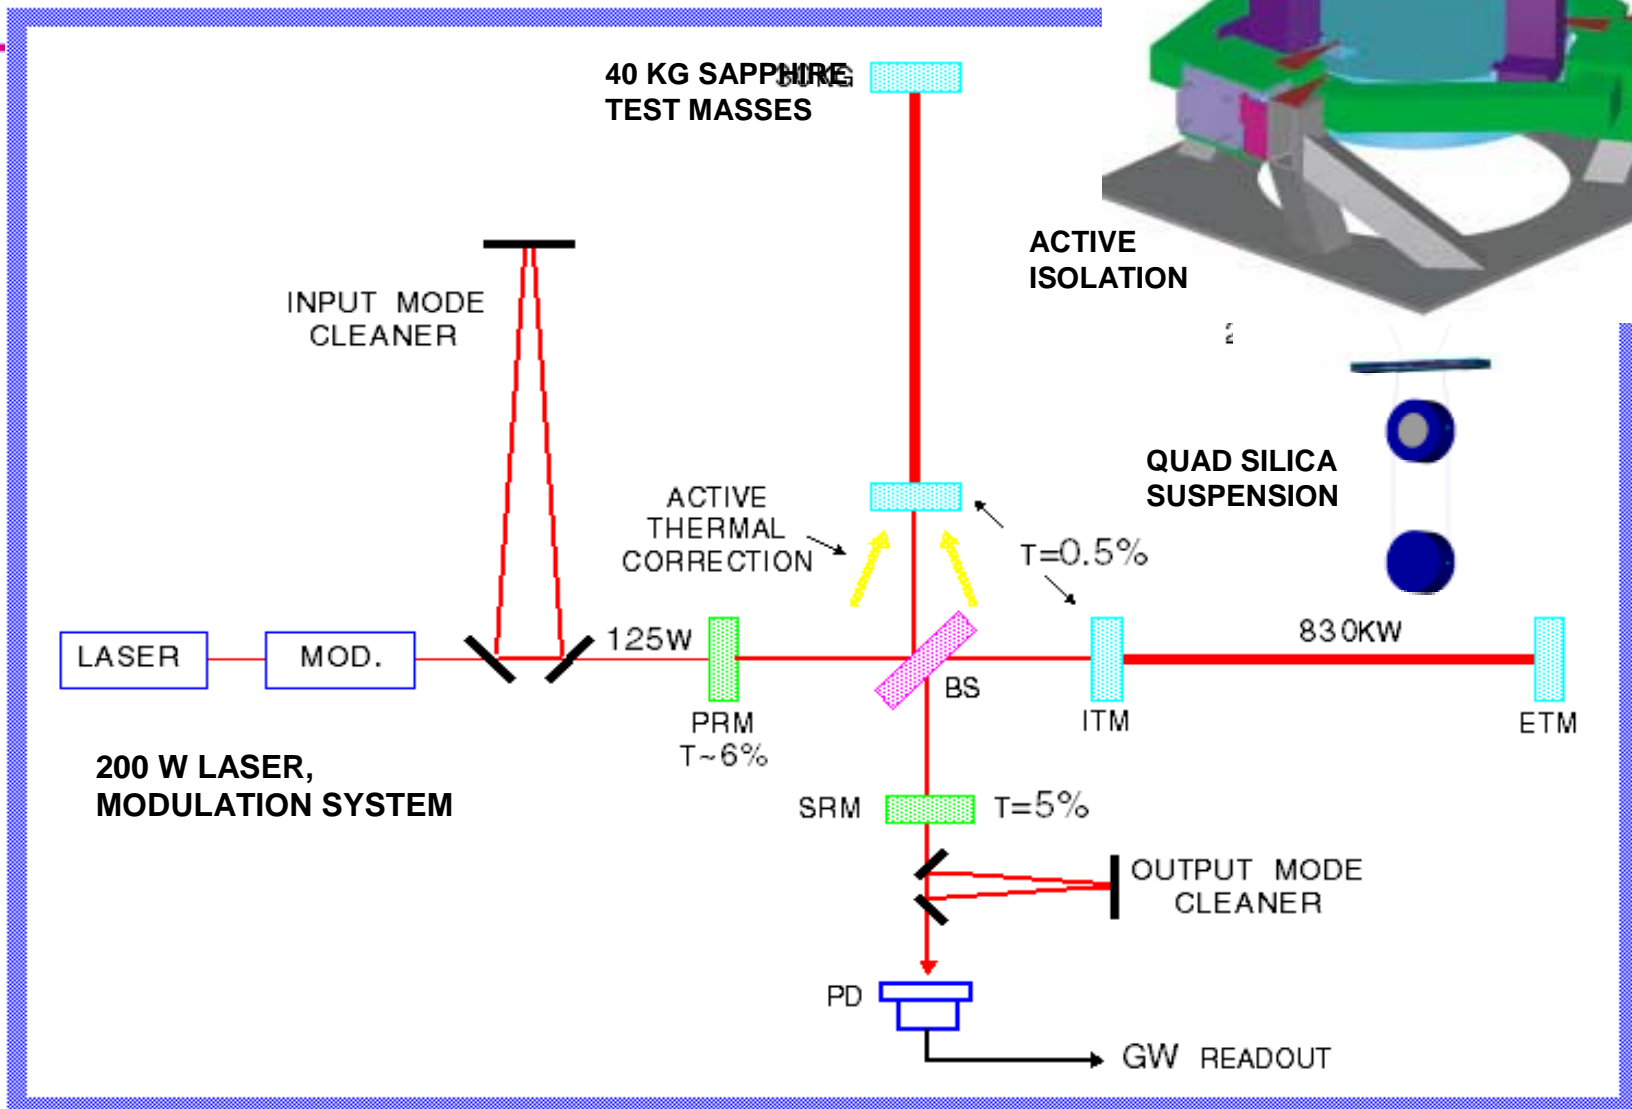 40 KG SAPPHIRE
TEST MASSES
ACTIVE
ISOLATION
INPUT MODE
CLEANER
QUAD SILICA
SUSPENSION
ACTIVE
THERMAL
CORRECTION
T=0.5%
LASER
MOD.
125W
830KW
BS
PRM
T~6%
ITM
ETM
200 W LASER,
MODULATION SYSTEM
SRM
T=5%
OUTPUT MODE
CLEANER
PD
GW READOUT